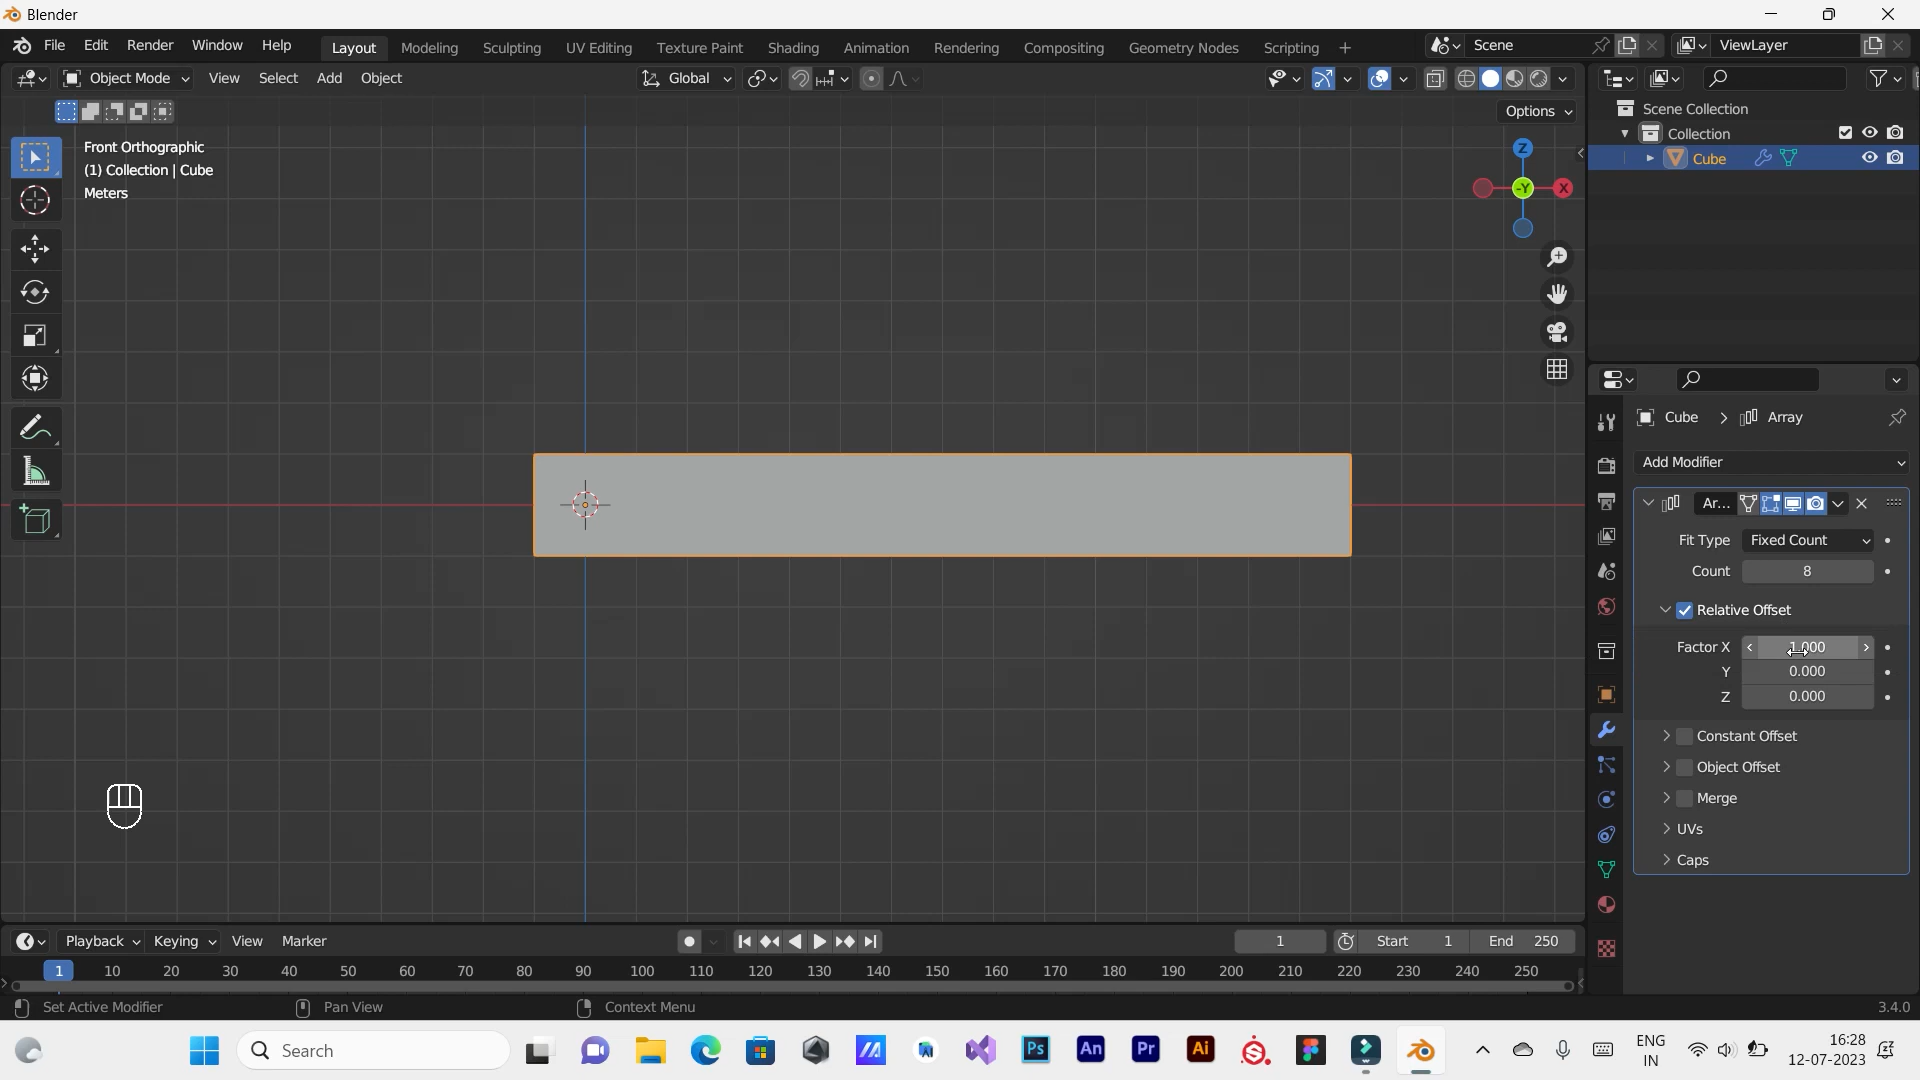 Blender
File Edit Render Window Help Layout Modeling Sculpting UV Editing Texture Paint Shading Animation Rendering Compositing Geometry Nodes Scripting + Scene ViewLayer
Object Mode View Select Add Object Global
Options
Front Orthographic
(1) Collection | Cube
Meters
Z
-Y X
Scene Collection
Collection
Cube
Cube > Array
Add Modifier
Ar...
Fit Type Fixed Count
Count 8
Relative Offset
Factor X 1.000
Y 0.000
Z 0.000
Constant Offset
Object Offset
Merge
UVs
Caps
Playback Keying View Marker 1 Start 1 End 250
1 10 20 30 40 50 60 70 80 90 100 110 120 130 140 150 160 170 180 190 200 210 220 230 240 250
Set Active Modifier Pan View Context Menu 3.4.0
Search Ps An Pr Ai ENG 16:28
IN 12-07-2023